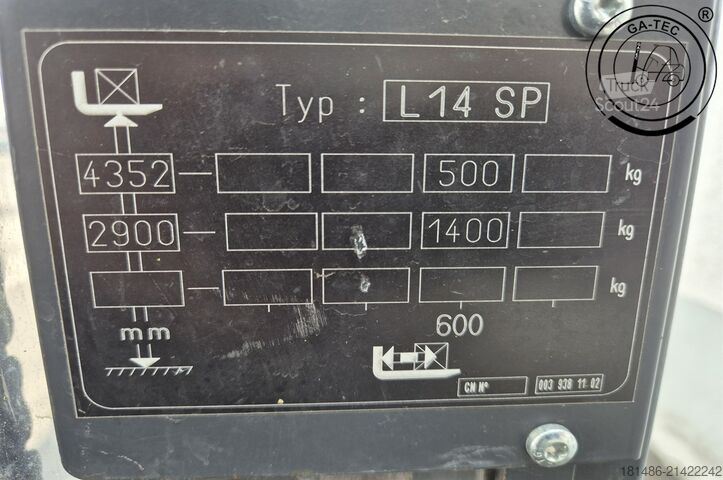 GA-TEC
®
Truck
Scout24
Typ : L14 SP
4352 500 kg
2900 1400 kg
kg
mm 600
CN Nº 003 938 11 02
181486-21422242